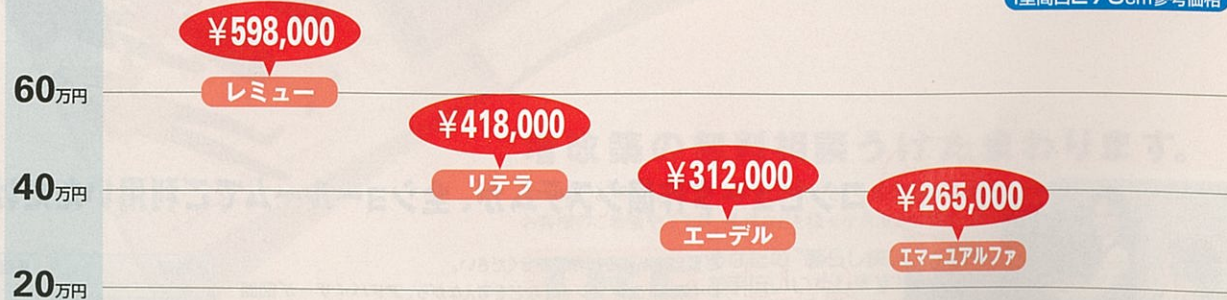 ¥598,000
レミュー
60万円
¥418,000
リテラ
40万円
¥312,000
エーデル
¥265,000
エマーユアルファ
20万円